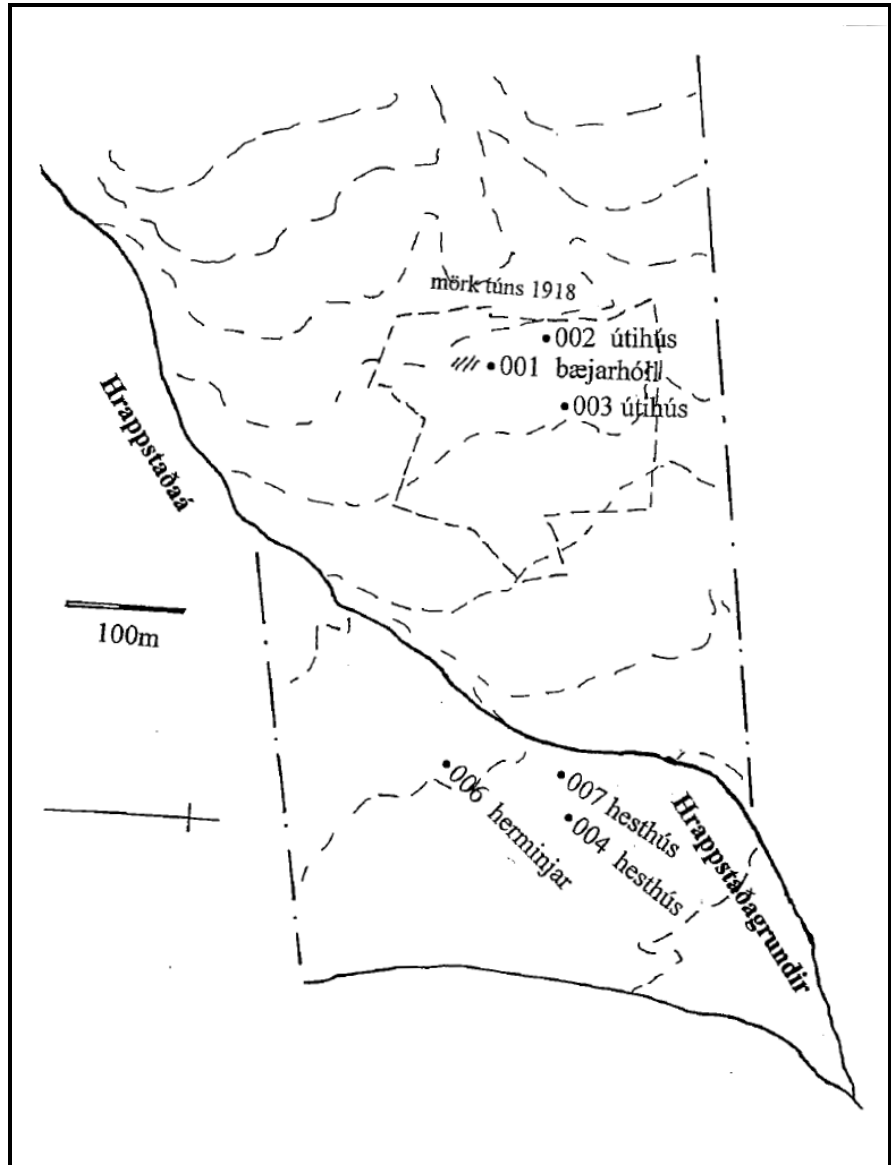 mörk túns 1918
•002 útihús
•001 bæjarhóll
•003 útihús
Hrappstaðaá
100m
•006 herminjar
•007 hesthús
•004 hesthús
Hrappstaðagrundir